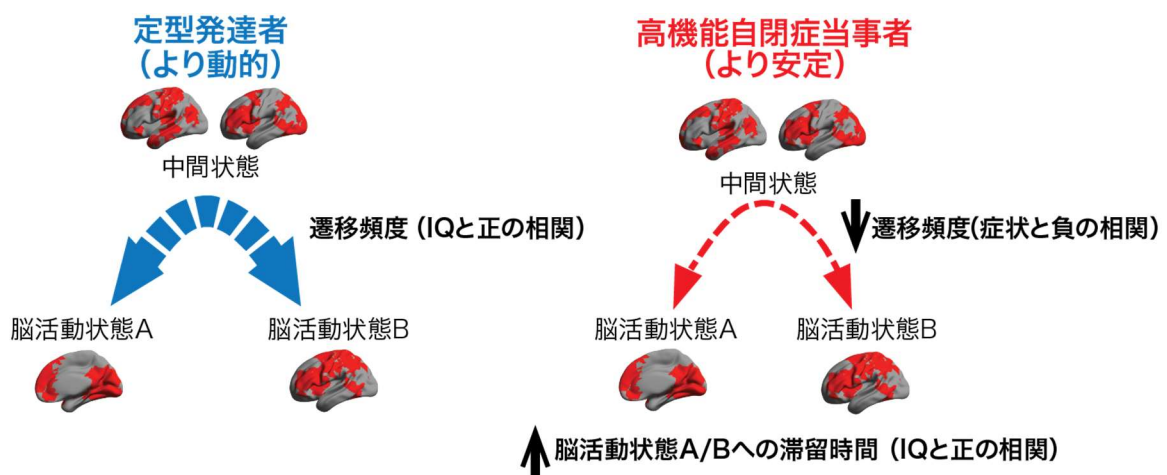 定型発達者
(より動的)
中間状態
遷移頻度 (IQと正の相関)
脳活動状態A
脳活動状態B
高機能自閉症当事者
(より安定)
中間状態
遷移頻度(症状と負の相関)
脳活動状態A
脳活動状態B
脳活動状態A/Bへの滞留時間 (IQと正の相関)